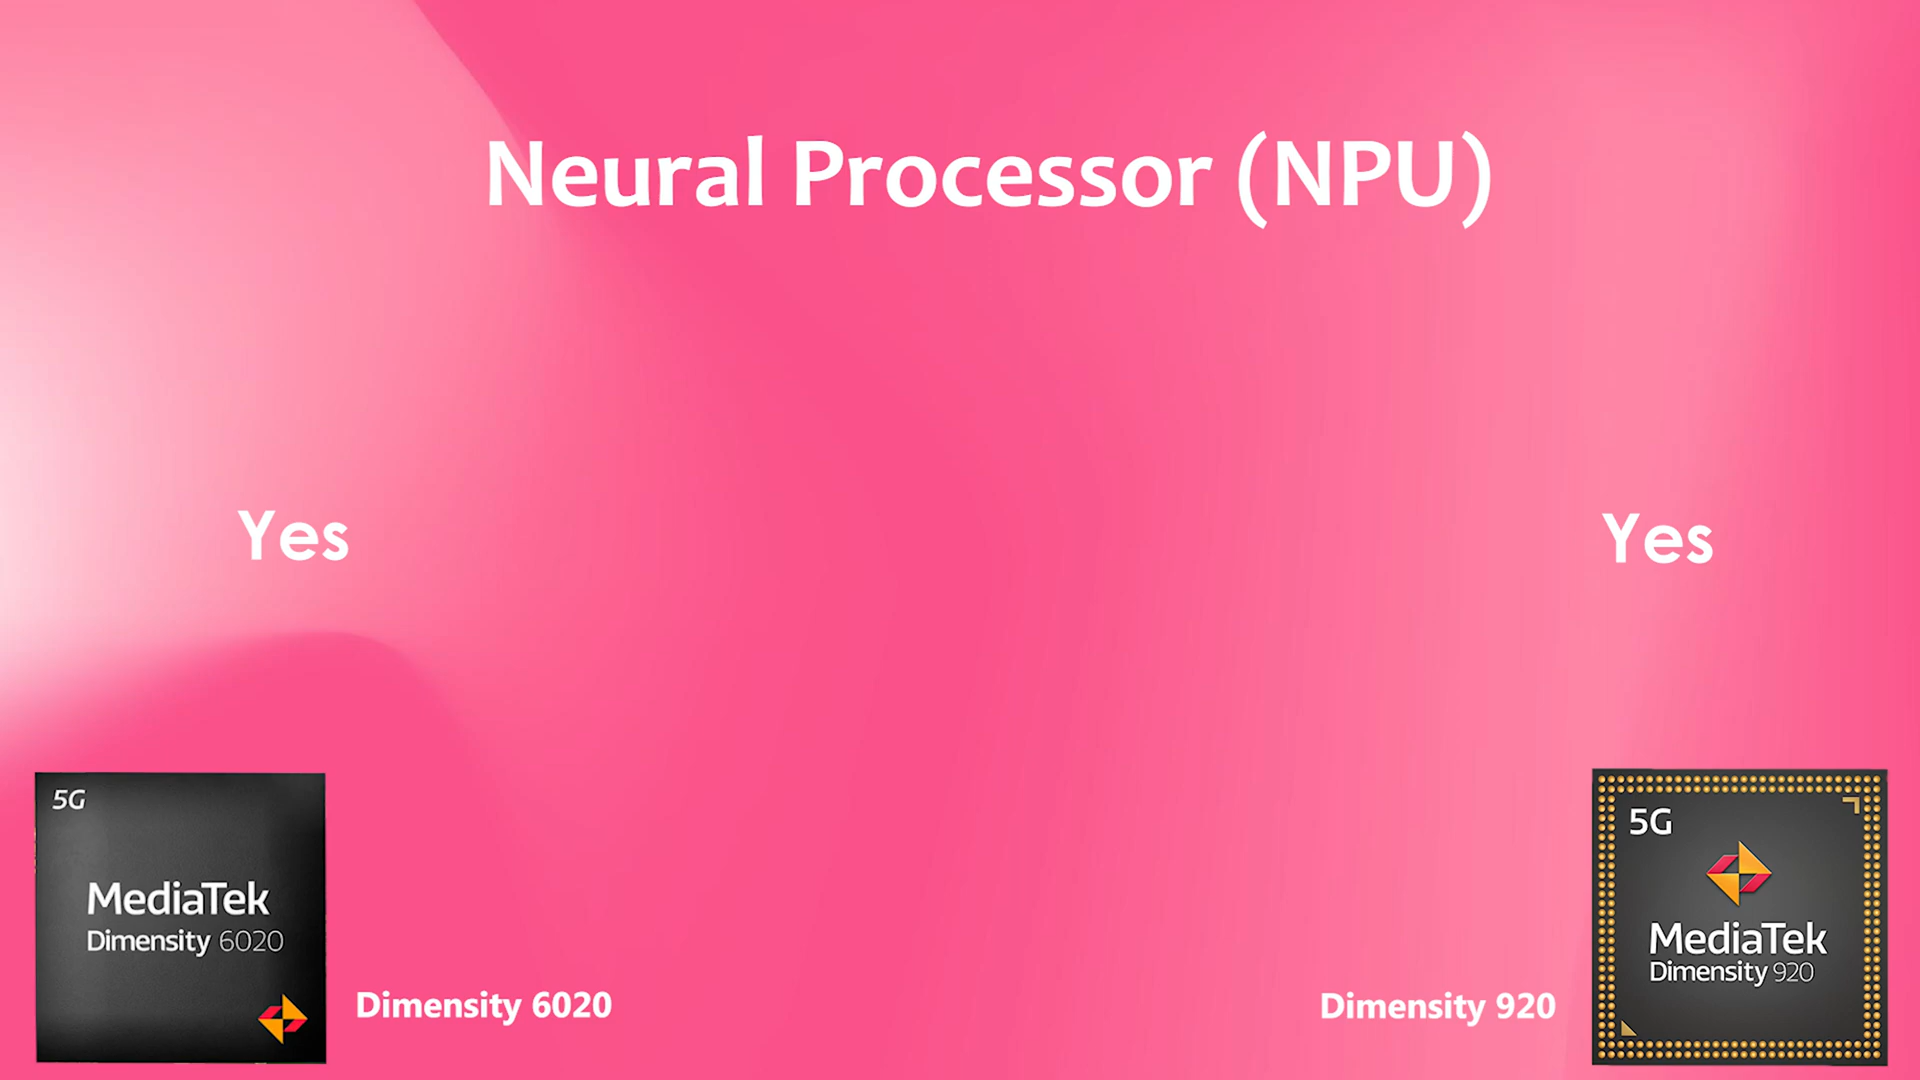 Neural Processor (NPU)
Yes
Yes
5G
MediaTek
Dimensity 6020
Dimensity 6020
Dimensity 920
5G
MediaTek
Dimensity 920